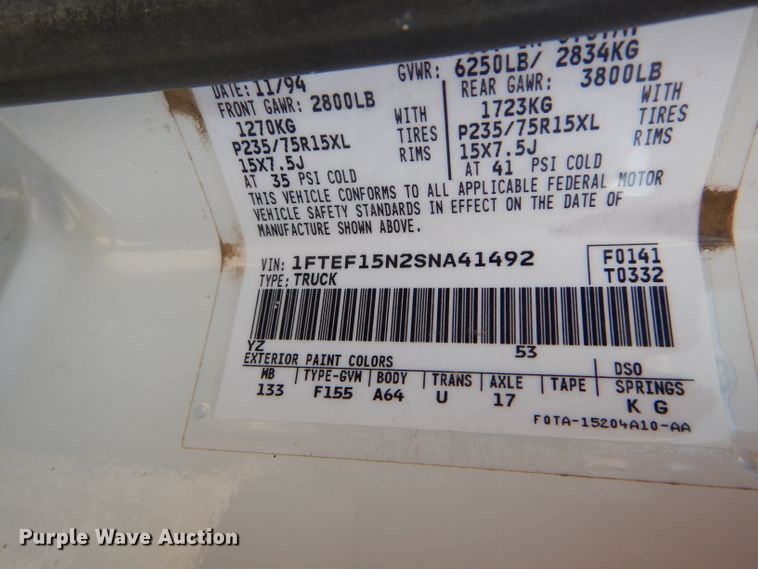 DATE: 11/94 GVWR: 6250LB/ 2834KG
FRONT GAWR: 2800LB REAR GAWR: 3800LB
1270KG WITH 1723KG WITH
P235/75R15XL TIRES P235/75R15XL TIRES
15X7.5J RIMS 15X7.5J RIMS
AT 35 PSI COLD AT 41 PSI COLD
THIS VEHICLE CONFORMS TO ALL APPLICABLE FEDERAL MOTOR
VEHICLE SAFETY STANDARDS IN EFFECT ON THE DATE OF
MANUFACTURE SHOWN ABOVE.
VIN: 1FTEF15N2SNA41492 F0141
TYPE: TRUCK T0332
YZ 53
EXTERIOR PAINT COLORS DSO
WB TYPE-GVM BODY TRANS AXLE TAPE SPRINGS
133 F155 A64 U 17 K G
F0TA-15204A10-AA
Purple Wave Auction